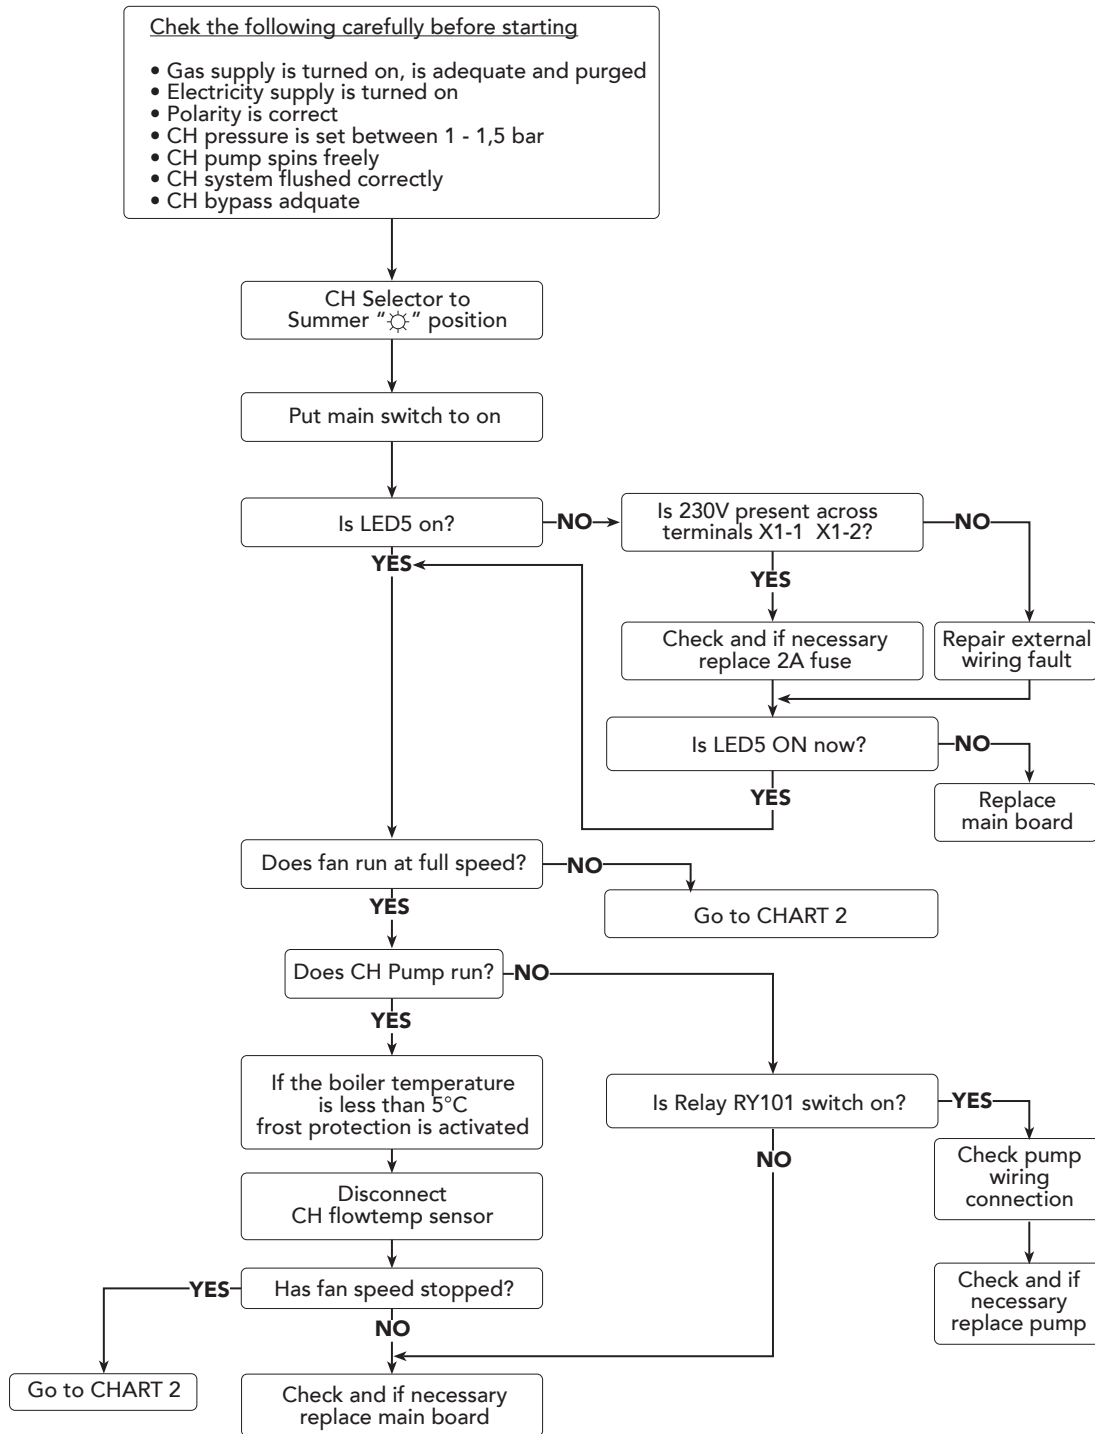 Chek the following carefully before starting
• Gas supply is turned on, is adequate and purged
• Electricity supply is turned on
• Polarity is correct
• CH pressure is set between 1 - 1,5 bar
• CH pump spins freely
• CH system flushed correctly
• CH bypass adquate
CH Selector to
Summer “☼” position
Put main switch to on
Is LED5 on?
NO
Is 230V present across
terminals X1-1 X1-2?
NO
YES
YES
Check and if necessary
replace 2A fuse
Repair external
wiring fault
Is LED5 ON now?
NO
YES
Replace
main board
Does fan run at full speed?
NO
YES
Go to CHART 2
Does CH Pump run?
NO
YES
If the boiler temperature
is less than 5°C
frost protection is activated
Is Relay RY101 switch on?
YES
NO
Check pump
wiring
connection
Disconnect
CH flowtemp sensor
Has fan speed stopped?
YES
NO
Check and if
necessary
replace pump
Go to CHART 2
Check and if necessary
replace main board